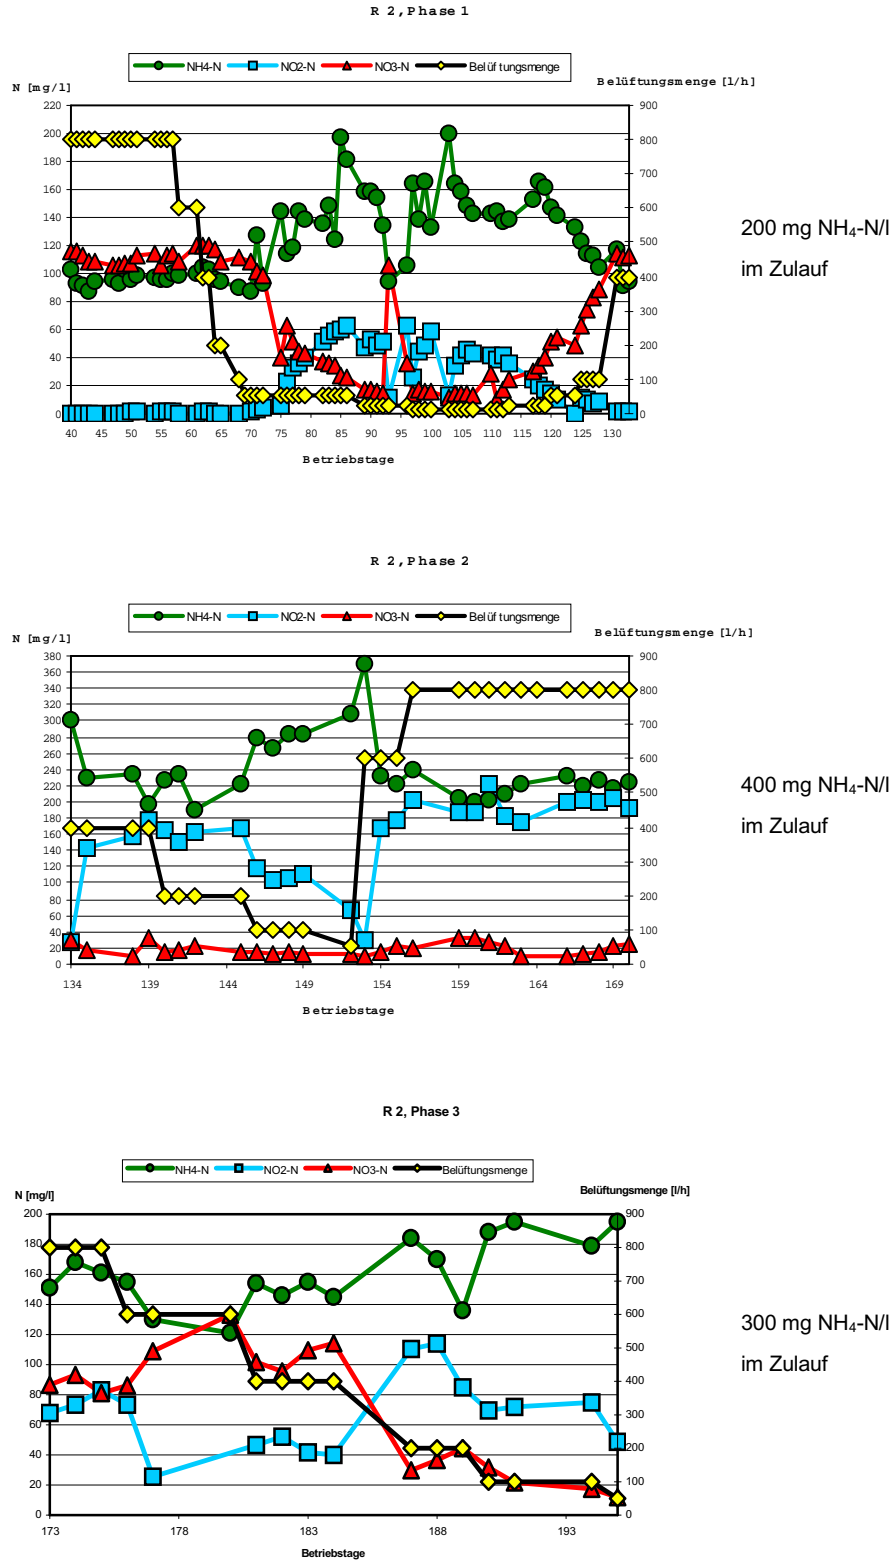 R 2, Phase 1
NH4-N NO2-N NO3-N Belüftungsmenge
N [mg/l] Belüftungsmenge [l/h]
220 900
200 800
180 700
160 600
140 500
120 400
100 300
80 200
60 100
40 0
20
0
40 45 50 55 60 65 70 75 80 85 90 95 100 105 110 115 120 125 130
Betriebstage
200 mg NH₄-N/l
im Zulauf
R 2, Phase 2
NH4-N NO2-N NO3-N Belüftungsmenge
N [mg/l] Belüftungsmenge [l/h]
380 900
360 800
340 700
320 600
300 500
280 400
260 300
240 200
220 100
200 0
180
160
140
120
100
80
60
40
20
0
134 139 144 149 154 159 164 169
Betriebstage
400 mg NH₄-N/l
im Zulauf
R 2, Phase 3
NH4-N NO2-N NO3-N Belüftungsmenge
N [mg/l] Belüftungsmenge [l/h]
200 900
180 800
160 700
140 600
120 500
100 400
80 300
60 200
40 100
20 0
0
173 178 183 188 193
Betriebstage
300 mg NH₄-N/l
im Zulauf